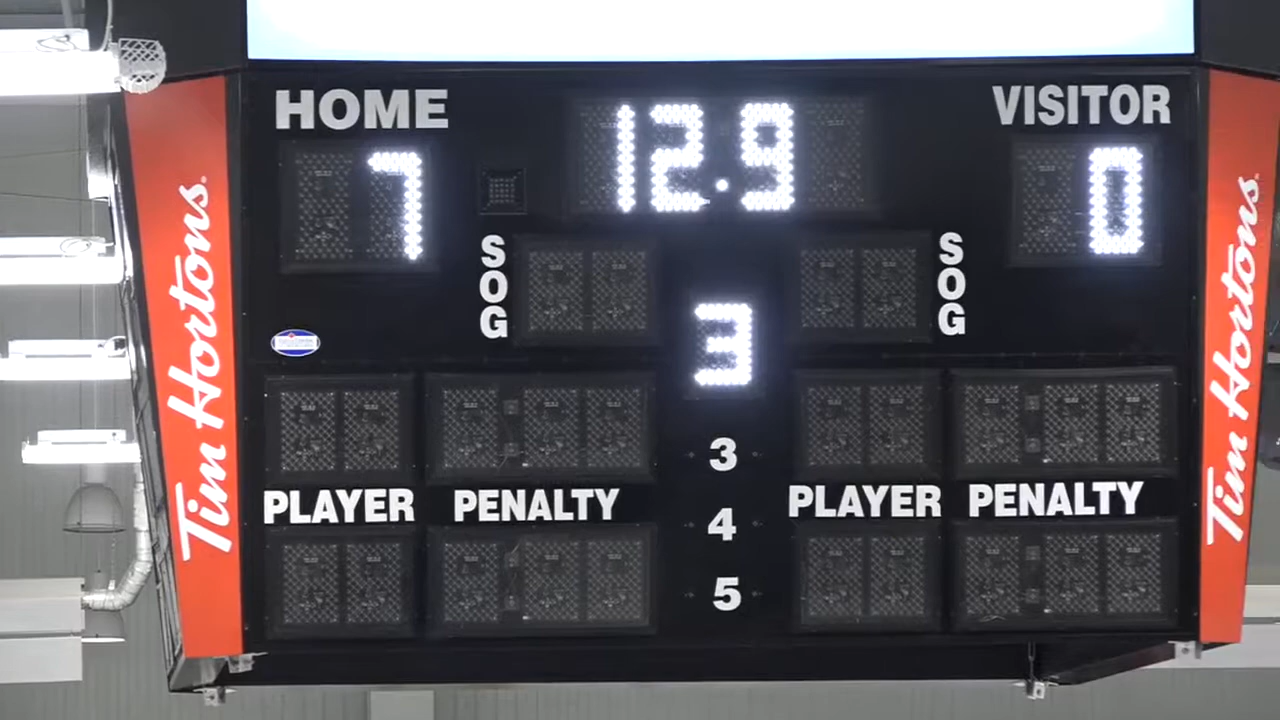 HOME
12.9
VISITOR
7
0
SOG
SOG
3
3
PLAYER
PENALTY
4
PLAYER
PENALTY
5
Tim Hortons.
Tim Hortons.